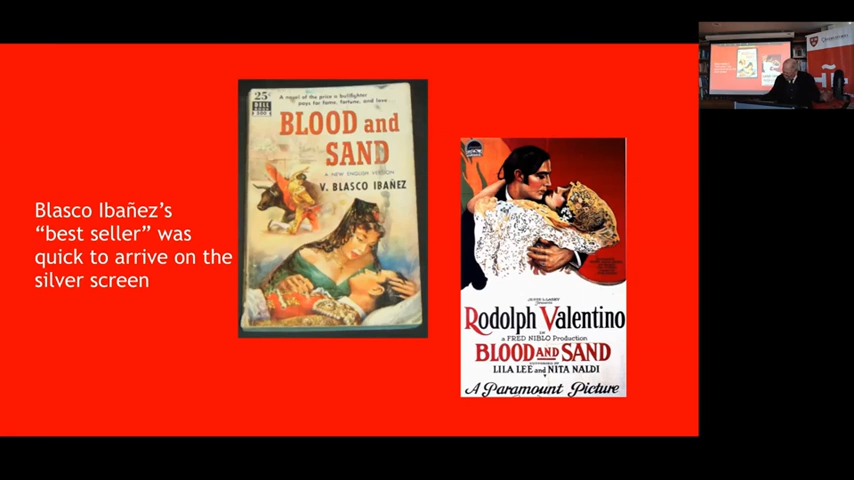 Blasco Ibañez’s
“best seller” was
quick to arrive on the
silver screen
25¢
DELL
A novel of the price a bullfighter
pays for fame, fortune, and love...
BLOOD and
SAND
A NEW ENGLISH VERSION
V. BLASCO IBAÑEZ
Rodolph Valentino
IN
a FRED NIBLO Production
BLOOD AND SAND
LILA LEE and NITA NALDI
A Paramount Picture